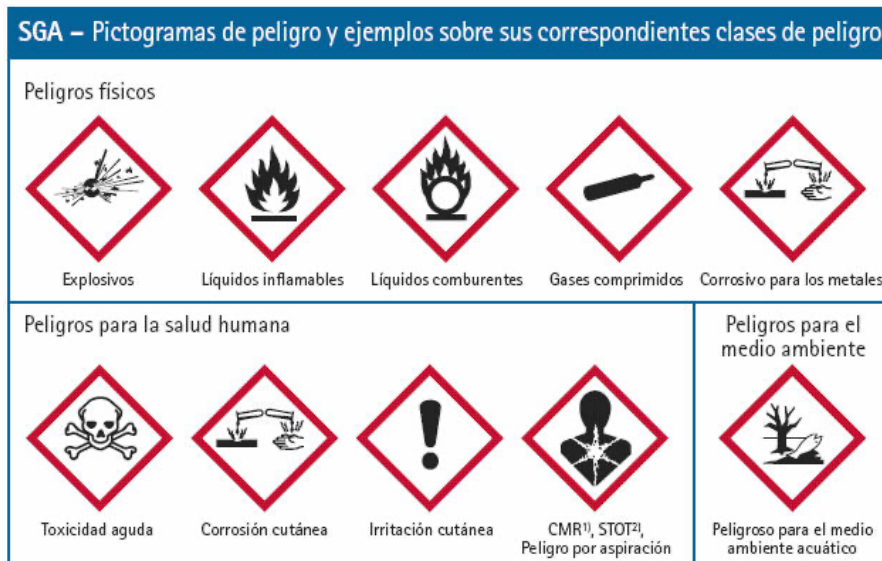 SGA – Pictogramas de peligro y ejemplos sobre sus correspondientes clases de peligro
Peligros físicos
Explosivos
Líquidos inflamables
Líquidos comburentes
Gases comprimidos
Corrosivo para los metales
Peligros para la salud humana
Toxicidad aguda
Corrosión cutánea
Irritación cutánea
CMR¹⁾, STOT²⁾,
Peligro por aspiración
Peligros para el
medio ambiente
Peligroso para el medio
ambiente acuático